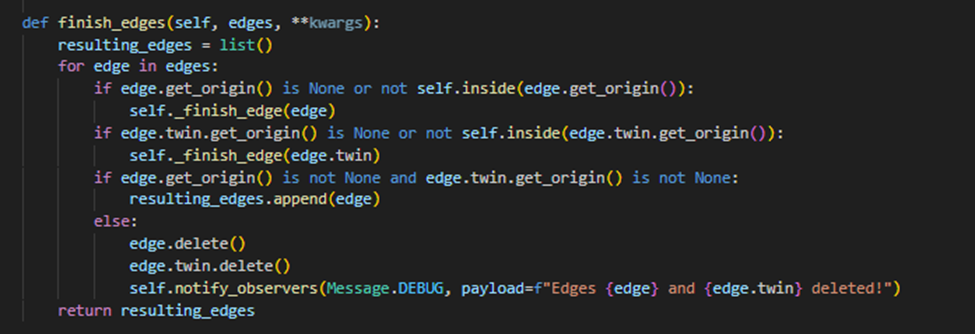 def finish_edges(self, edges, **kwargs):
    resulting_edges = list()
    for edge in edges:
        if edge.get_origin() is None or not self.inside(edge.get_origin()):
            self._finish_edge(edge)
        if edge.twin.get_origin() is None or not self.inside(edge.twin.get_origin()):
            self._finish_edge(edge.twin)
        if edge.get_origin() is not None and edge.twin.get_origin() is not None:
            resulting_edges.append(edge)
        else:
            edge.delete()
            edge.twin.delete()
            self.notify_observers(Message.DEBUG, payload=f"Edges {edge} and {edge.twin} deleted!")
    return resulting_edges